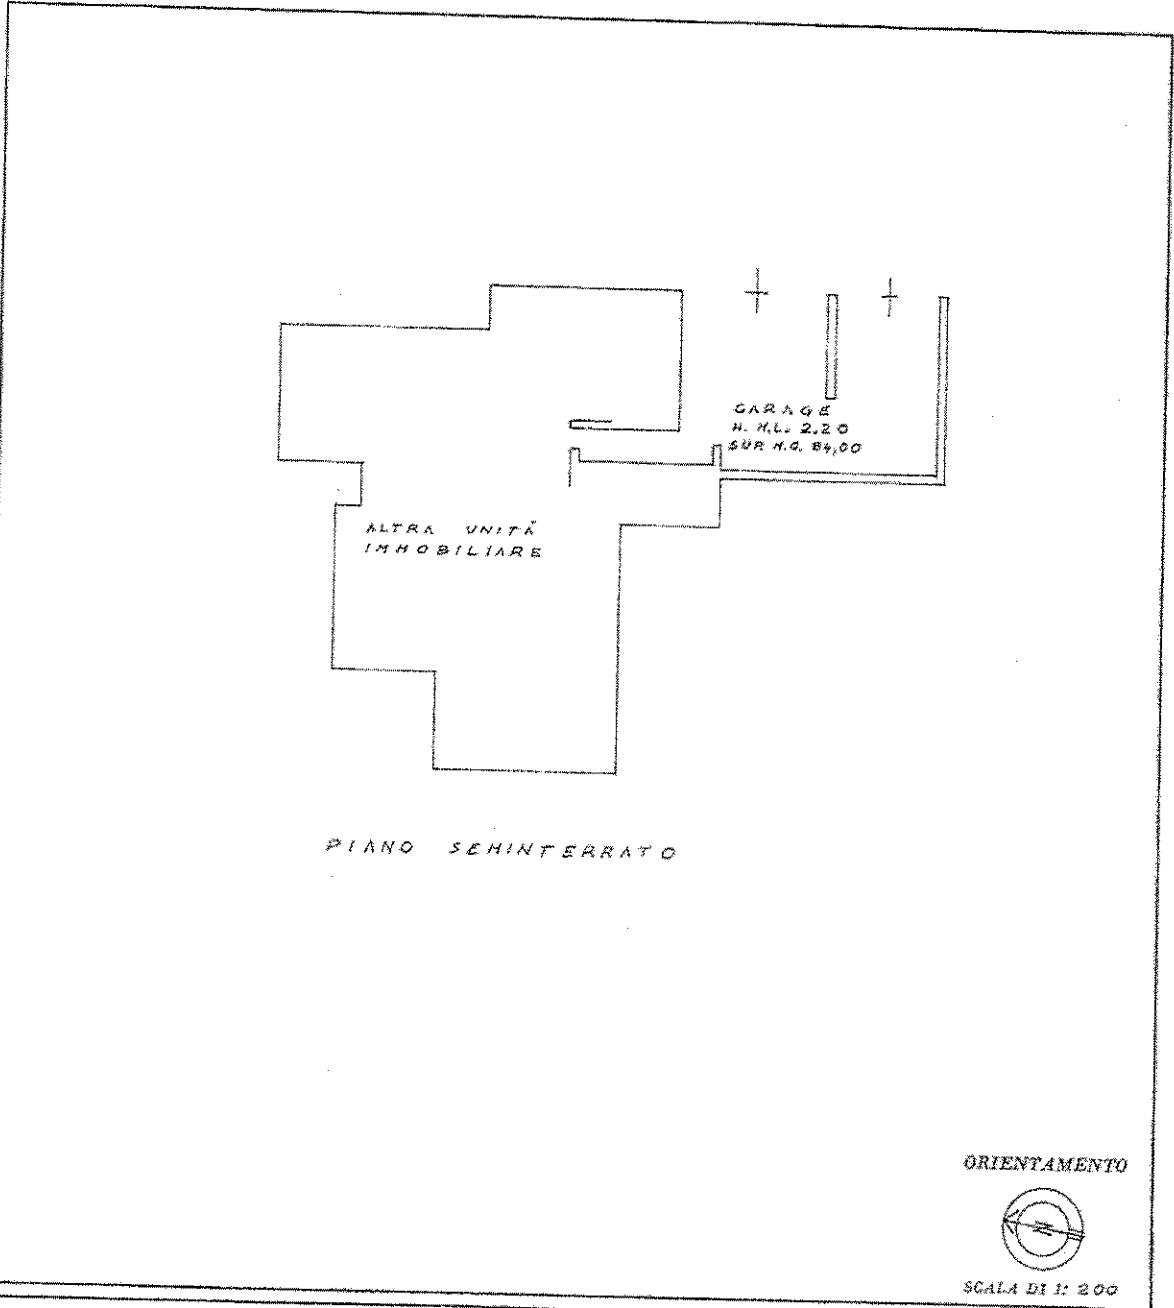 GARAGE
H. M.L. 2.20
SUP. M.Q. 84,00
ALTRA UNITÀ
IMMOBILIARE
PIANO SEMINTERRATO
ORIENTAMENTO
N
SCALA DI 1: 200